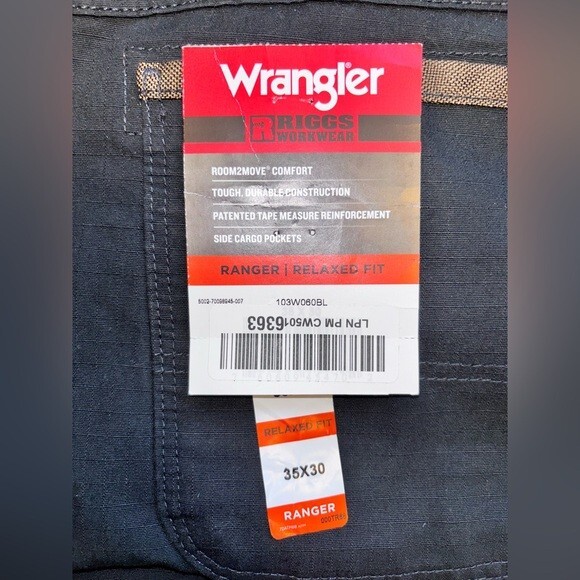 Wrangler
R RIGGS
WORKWEAR
ROOM2MOVE® COMFORT
TOUGH, DURABLE CONSTRUCTION
PATENTED TAPE MEASURE REINFORCEMENT
SIDE CARGO POCKETS
RANGER | RELAXED FIT
103W060BL
LPN PM CW5016363
RELAXED FIT
35X30
RANGER